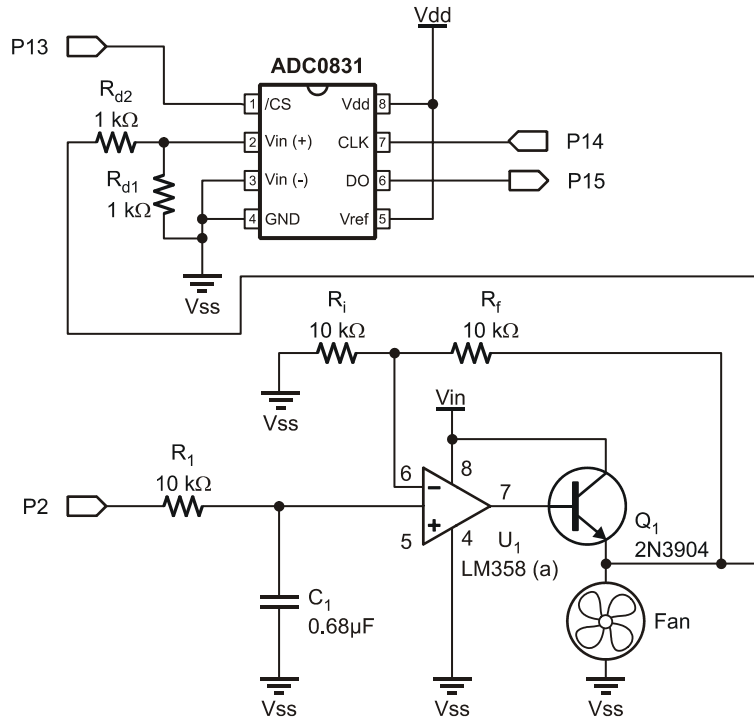 Vdd
P13
ADC0831
Rd2
1 kΩ
1 /CS
Vdd 8
2 Vin (+)
CLK 7
P14
Rd1
1 kΩ
3 Vin (-)
DO 6
P15
4 GND
Vref 5
Vss
Ri
10 kΩ
Rf
10 kΩ
Vss
Vin
R1
10 kΩ
P2
6
8
7
5
4
U1
LM358 (a)
Q1
2N3904
C1
0.68µF
Fan
Vss
Vss
Vss